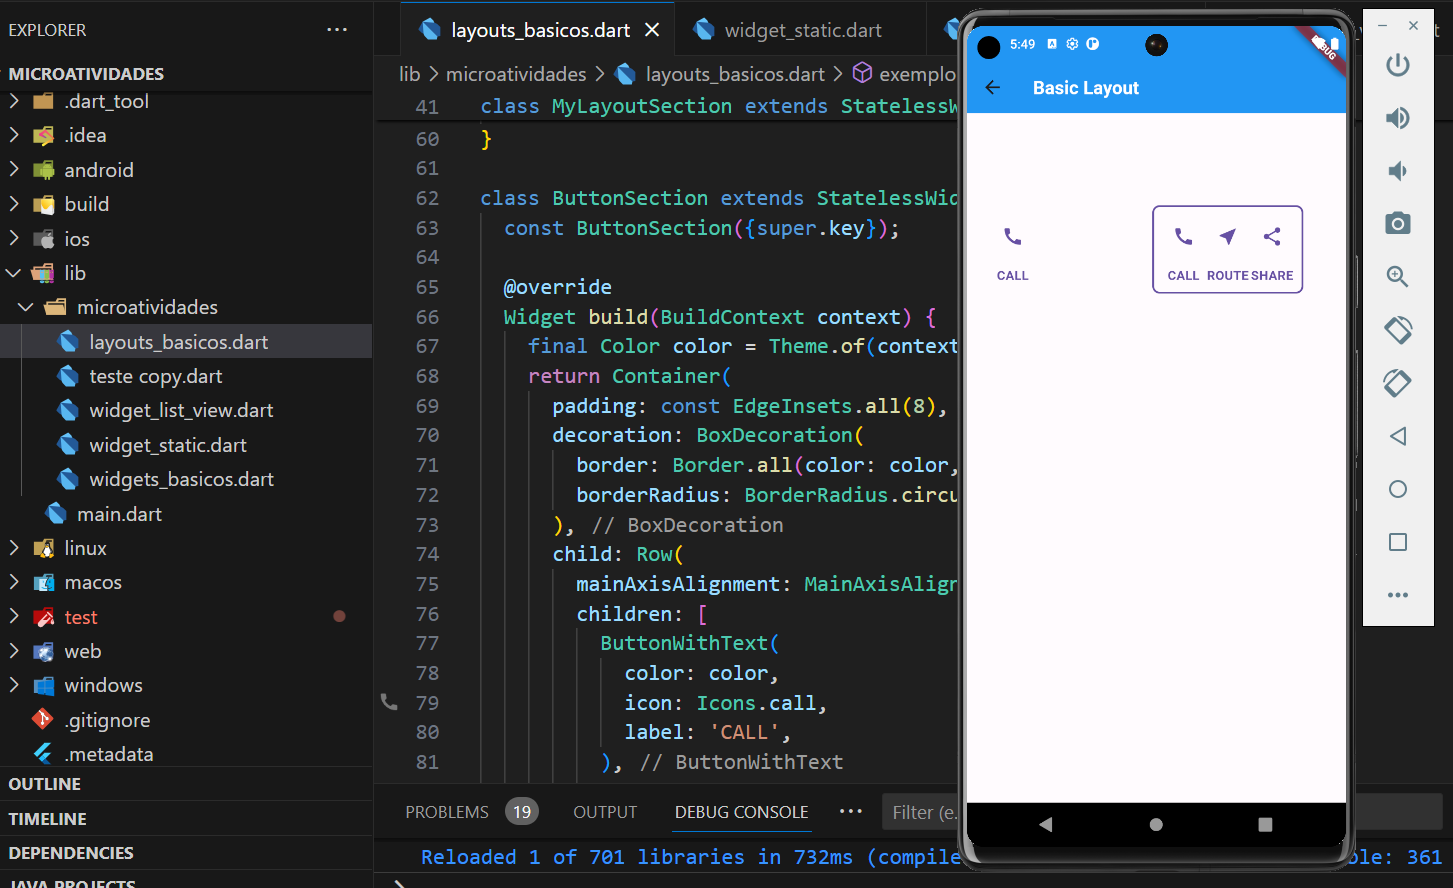 EXPLORER
MICROATIVIDADES
.dart_tool
.idea
android
build
ios
lib
microatividades
layouts_basicos.dart
teste copy.dart
widget_list_view.dart
widget_static.dart
widgets_basicos.dart
main.dart
linux
macos
test
web
windows
.gitignore
.metadata
OUTLINE
TIMELINE
DEPENDENCIES
JAVA PROJECTS
layouts_basicos.dart
widget_static.dart
lib > microatividades > layouts_basicos.dart > exemplo
41 class MyLayoutSection extends StatelessW
60 }
61
62 class ButtonSection extends StatelessWid
63 const ButtonSection({super.key});
64
65 @override
66 Widget build(BuildContext context) {
67 final Color color = Theme.of(context
68 return Container(
69 padding: const EdgeInsets.all(8),
70 decoration: BoxDecoration(
71 border: Border.all(color: color,
72 borderRadius: BorderRadius.circu
73 ), // BoxDecoration
74 child: Row(
75 mainAxisAlignment: MainAxisAlign
76 children: [
77 ButtonWithText(
78 color: color,
79 icon: Icons.call,
80 label: 'CALL',
81 ), // ButtonWithText
PROBLEMS 19 OUTPUT DEBUG CONSOLE Filter (e.
Reloaded 1 of 701 libraries in 732ms (compile
ble: 361
5:49
DEBUG
Basic Layout
CALL
CALL ROUTE SHARE